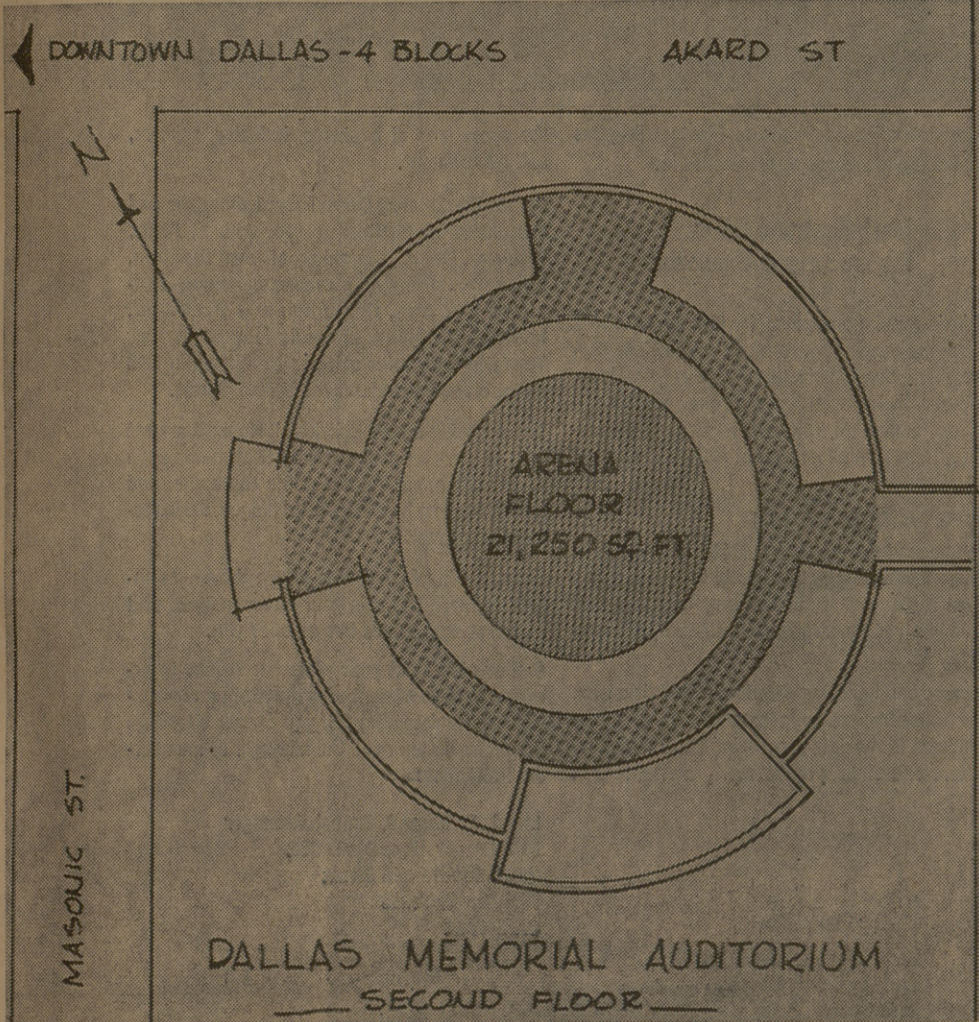 DOWNTOWN DALLAS - 4 BLOCKS
AKARD ST
N
ARENA
FLOOR
21,250 SQ. FT.
MASONIC ST.
DALLAS MEMORIAL AUDITORIUM
SECOND FLOOR